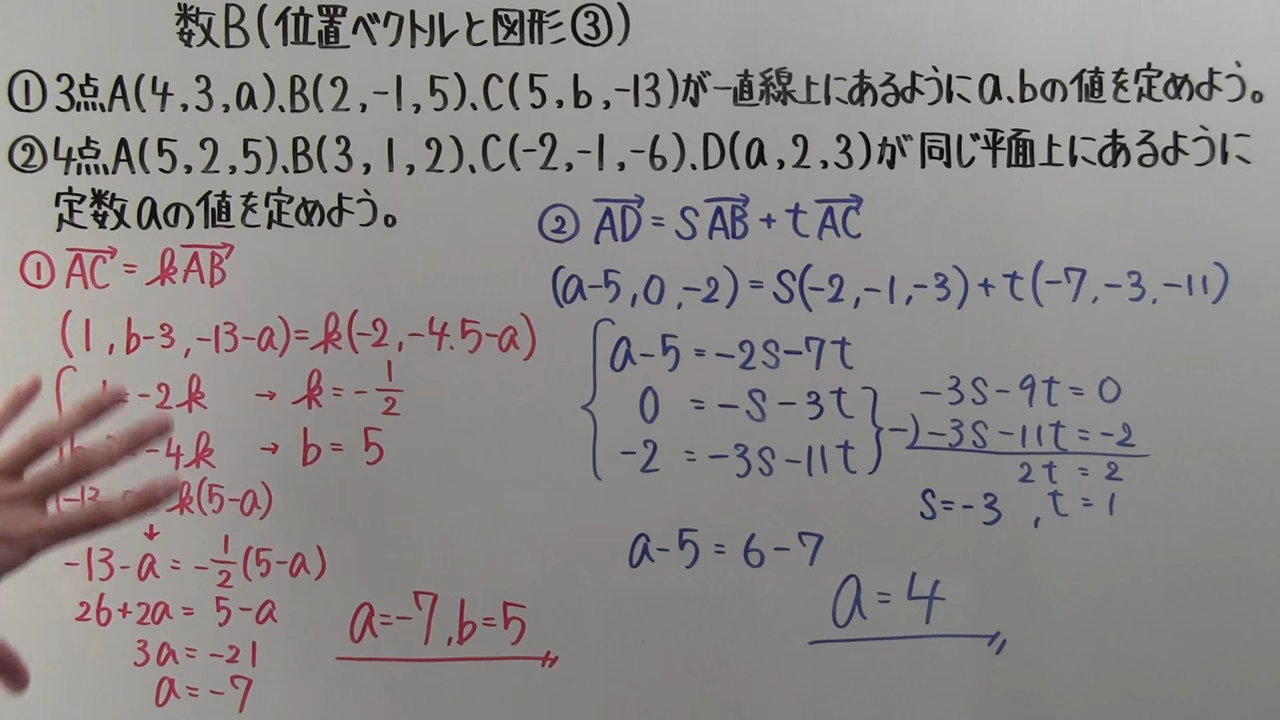 数B(位置ベクトルと図形③)
①3点A(4,3,a).B(2,-1,5).C(5,b,-13)が一直線上にあるようにa.bの値を定めよう。
②4点A(5,2,5).B(3,1,2).C(-2,-1,-6).D(a,2,3)が同じ平面上にあるように
定数aの値を定めよう。
① AC = kAB
(1, b-3, -13-a)=k(-2,-4.5-a)
= -2k → k = -1/2
-4k → b = 5
k(5-a)
↓
-13-a = -1/2(5-a)
26+2a = 5-a
3a = -21
a = -7
a=-7,b=5
② AD = sAB + tAC
(a-5,0,-2)=s(-2,-1,-3)+t(-7,-3,-11)
a-5 = -2s-7t
0 = -s-3t
-2 = -3s-11t
-3s-9t=0
-)-3s-11t=-2
2t = 2
s=-3, t=1
a-5=6-7
a=4